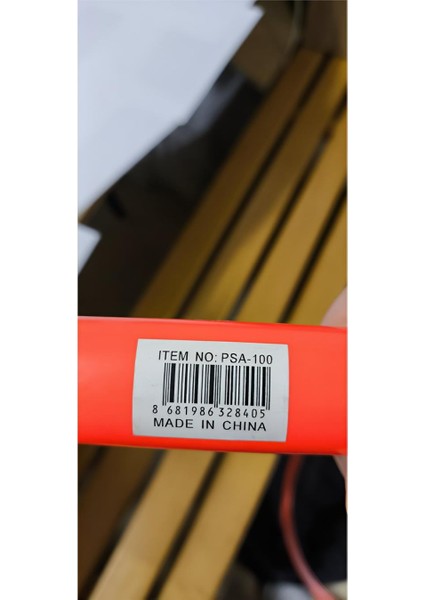 ITEM NO: PSA-100
8 681986 328405
MADE IN CHINA